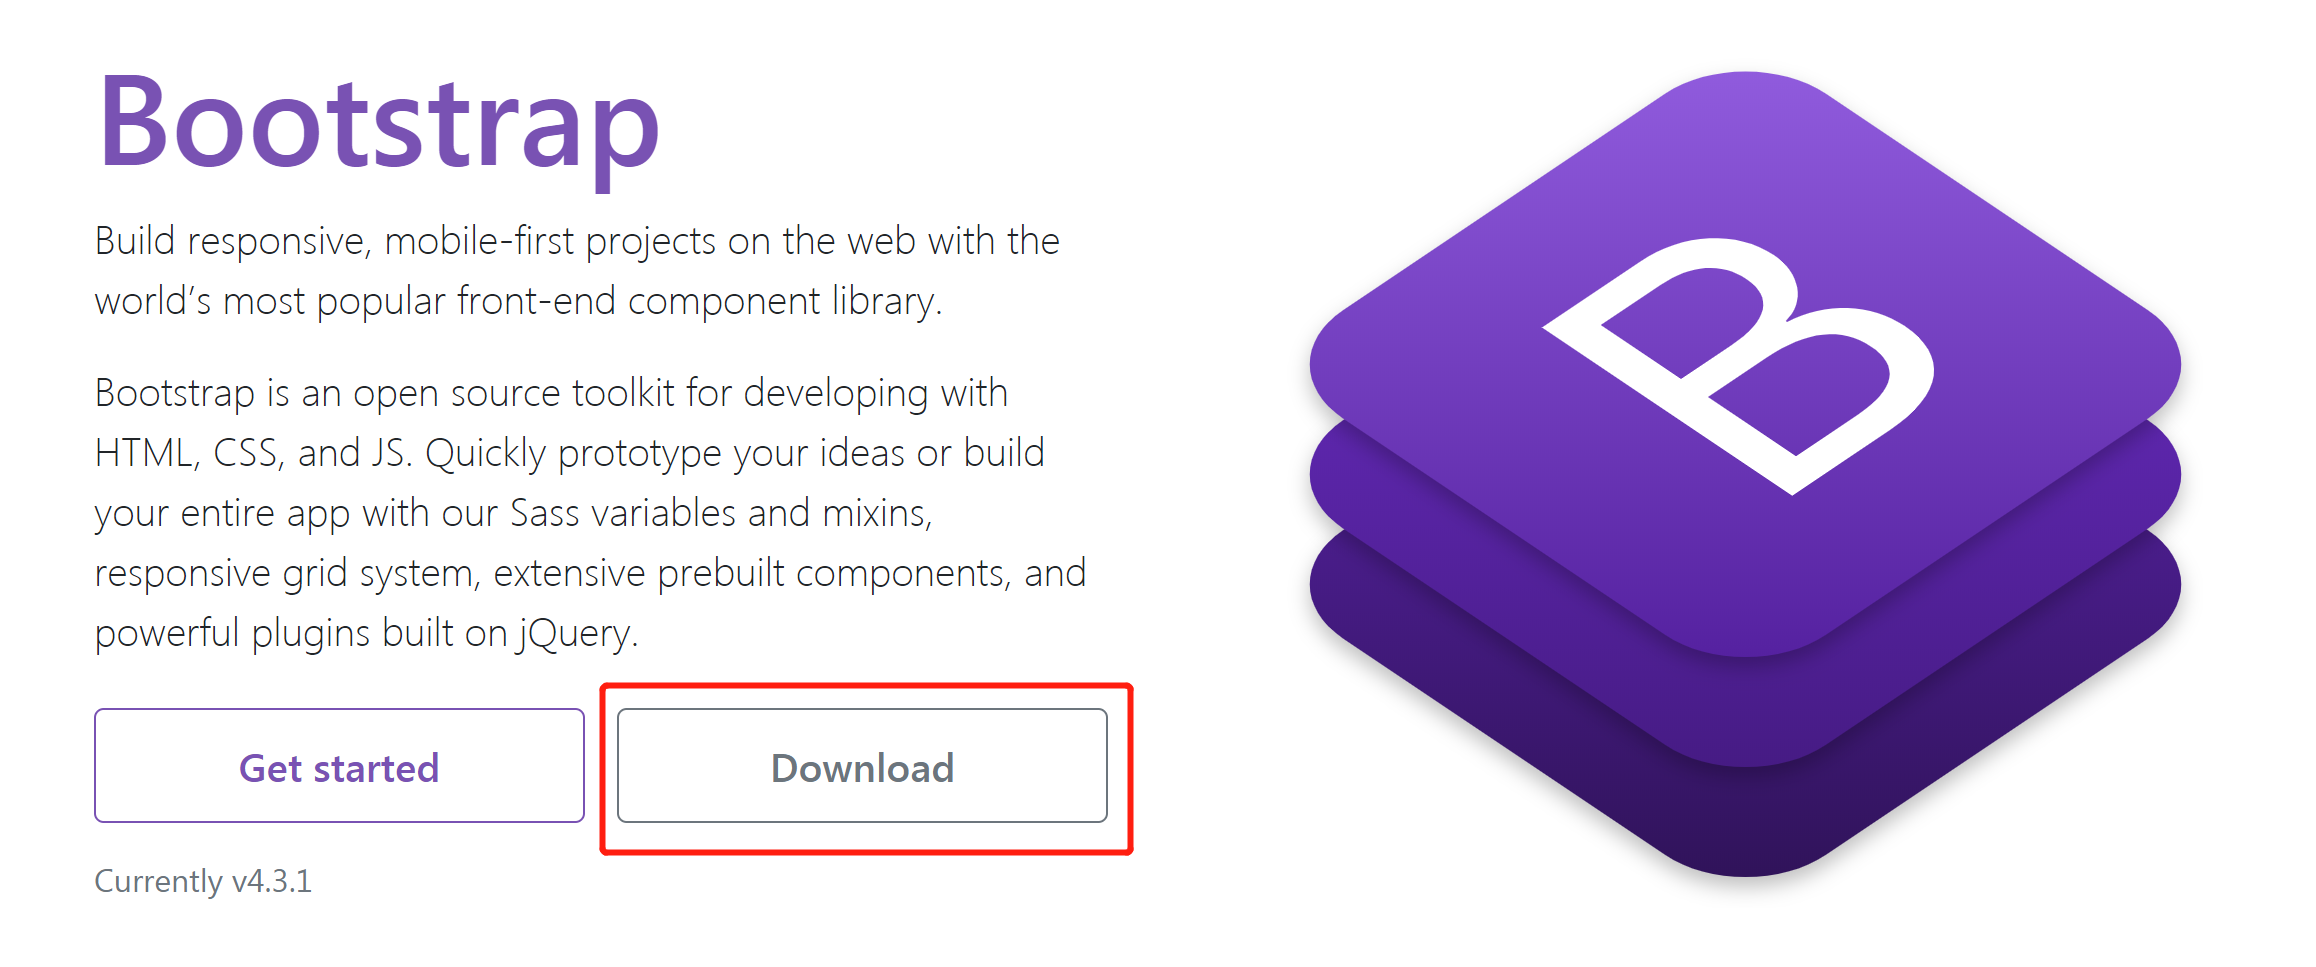 Bootstrap
Build responsive, mobile-first projects on the web with the
world’s most popular front-end component library.
Bootstrap is an open source toolkit for developing with
HTML, CSS, and JS. Quickly prototype your ideas or build
your entire app with our Sass variables and mixins,
responsive grid system, extensive prebuilt components, and
powerful plugins built on jQuery.
Get started
Download
Currently v4.3.1
B